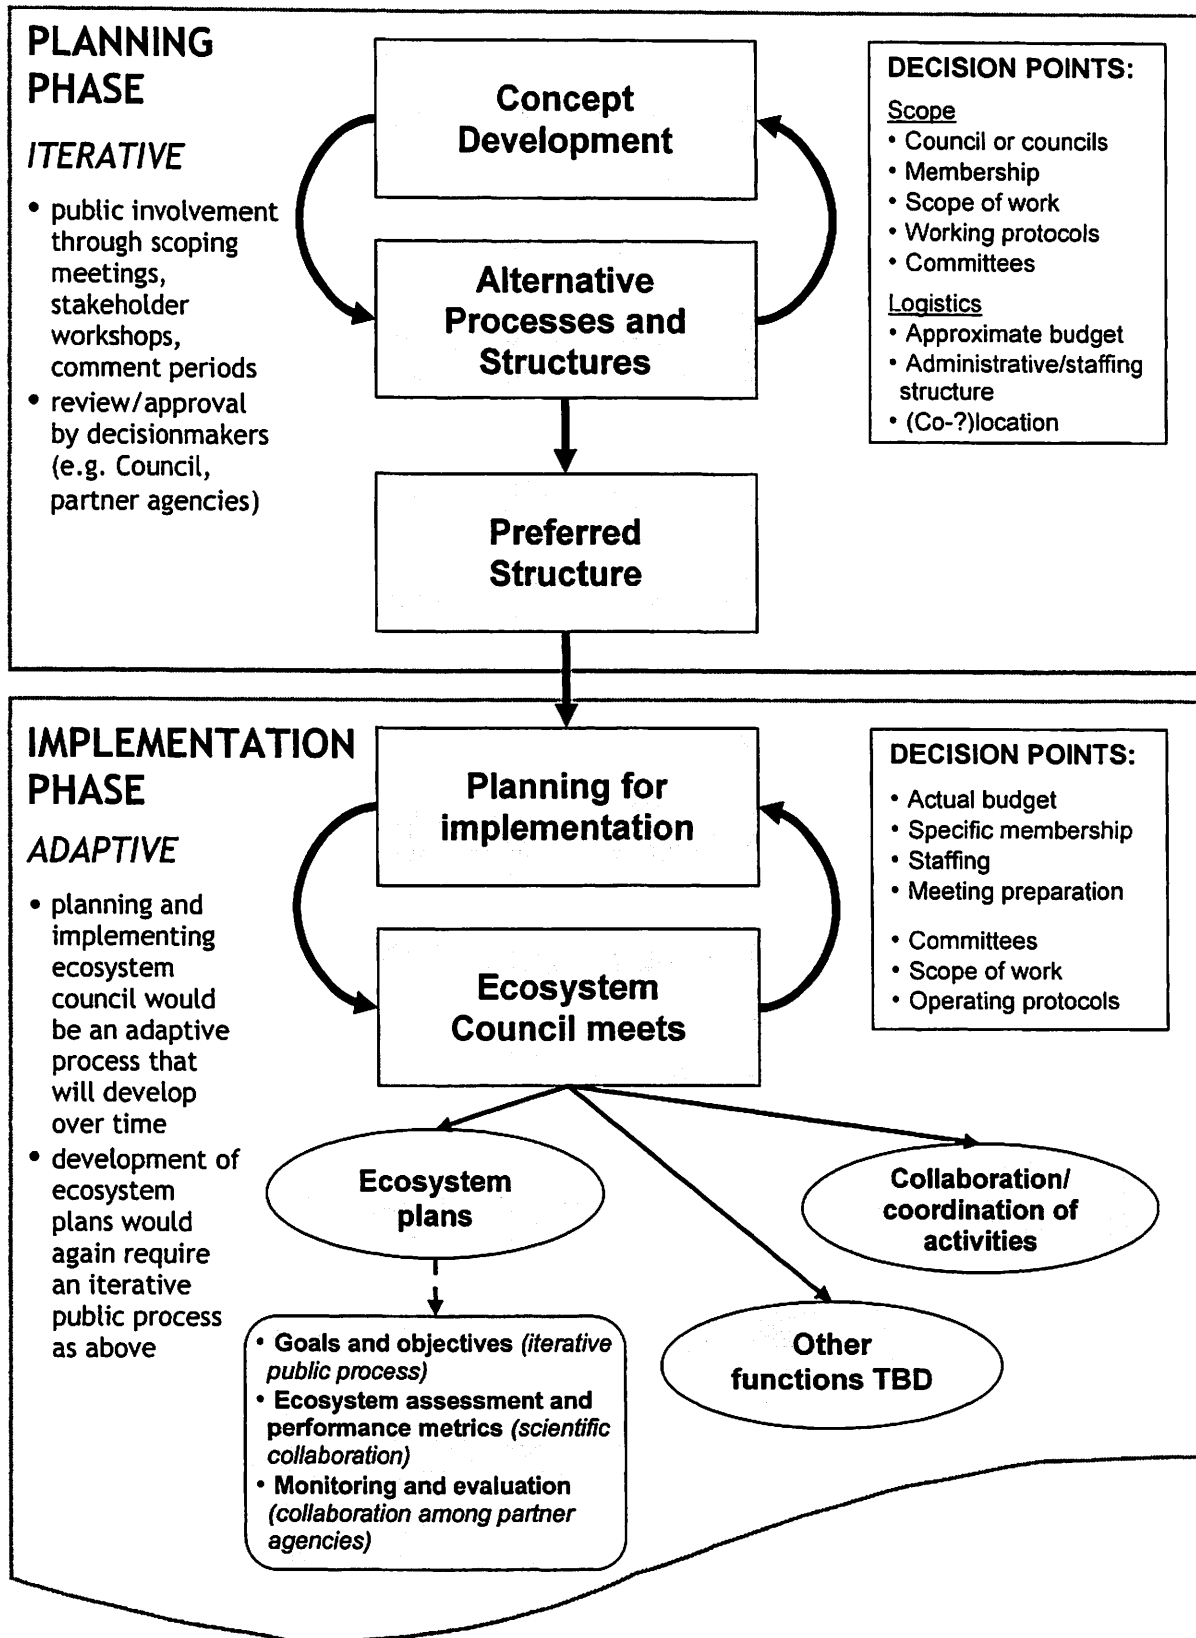 PLANNING
PHASE
ITERATIVE
• public involvement
through scoping
meetings,
stakeholder
workshops,
comment periods
• review/approval
by decisionmakers
(e.g. Council,
partner agencies)
Concept
Development
Alternative
Processes and
Structures
Preferred
Structure
DECISION POINTS:
Scope
• Council or councils
• Membership
• Scope of work
• Working protocols
• Committees
Logistics
• Approximate budget
• Administrative/staffing
structure
• (Co-?)location
IMPLEMENTATION
PHASE
ADAPTIVE
• planning and
implementing
ecosystem
council would
be an adaptive
process that
will develop
over time
• development of
ecosystem
plans would
again require
an iterative
public process
as above
Planning for
implementation
Ecosystem
Council meets
DECISION POINTS:
• Actual budget
• Specific membership
• Staffing
• Meeting preparation
• Committees
• Scope of work
• Operating protocols
Ecosystem
plans
Collaboration/
coordination of
activities
Other
functions TBD
• Goals and objectives (iterative
public process)
• Ecosystem assessment and
performance metrics (scientific
collaboration)
• Monitoring and evaluation
(collaboration among partner
agencies)